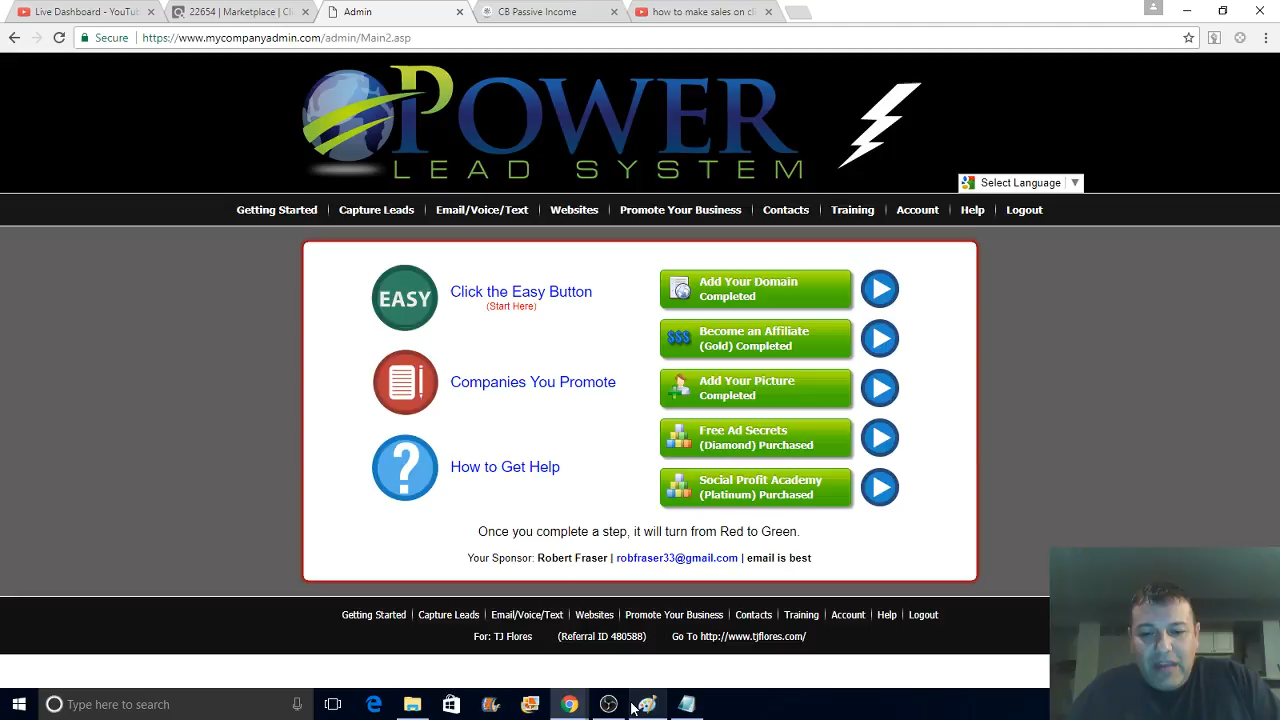 Live Dashboard - YouTu
22654 | Marketplace | Cli
Admin
CB Passive Income
how to make sales on cl
Secure
https://www.mycompanyadmin.com/admin/Main2.asp
POWER
LEAD SYSTEM
Select Language
Getting Started
Capture Leads
Email/Voice/Text
Websites
Promote Your Business
Contacts
Training
Account
Help
Logout
EASY
Click the Easy Button
(Start Here)
Companies You Promote
?
How to Get Help
Add Your Domain
Completed
$$$
Become an Affiliate
(Gold) Completed
Add Your Picture
Completed
Free Ad Secrets
(Diamond) Purchased
Social Profit Academy
(Platinum) Purchased
Once you complete a step, it will turn from Red to Green.
Your Sponsor: Robert Fraser | robfraser33@gmail.com | email is best
Getting Started | Capture Leads | Email/Voice/Text | Websites | Promote Your Business | Contacts | Training | Account | Help | Logout
For: TJ Flores (Referral ID 480588) Go To http://www.tjflores.com/
Type here to search